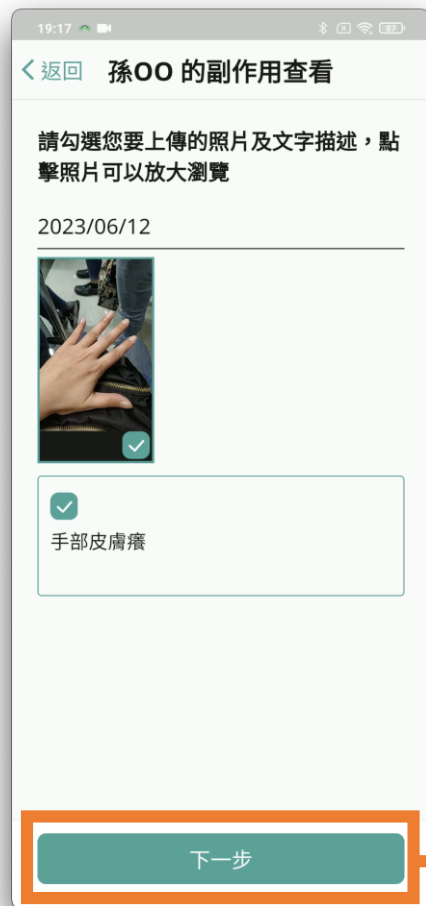 19:17
87
返回 孫OO 的副作用查看
請勾選您要上傳的照片及文字描述，點
擊照片可以放大瀏覽
2023/06/12
手部皮膚癢
下一步